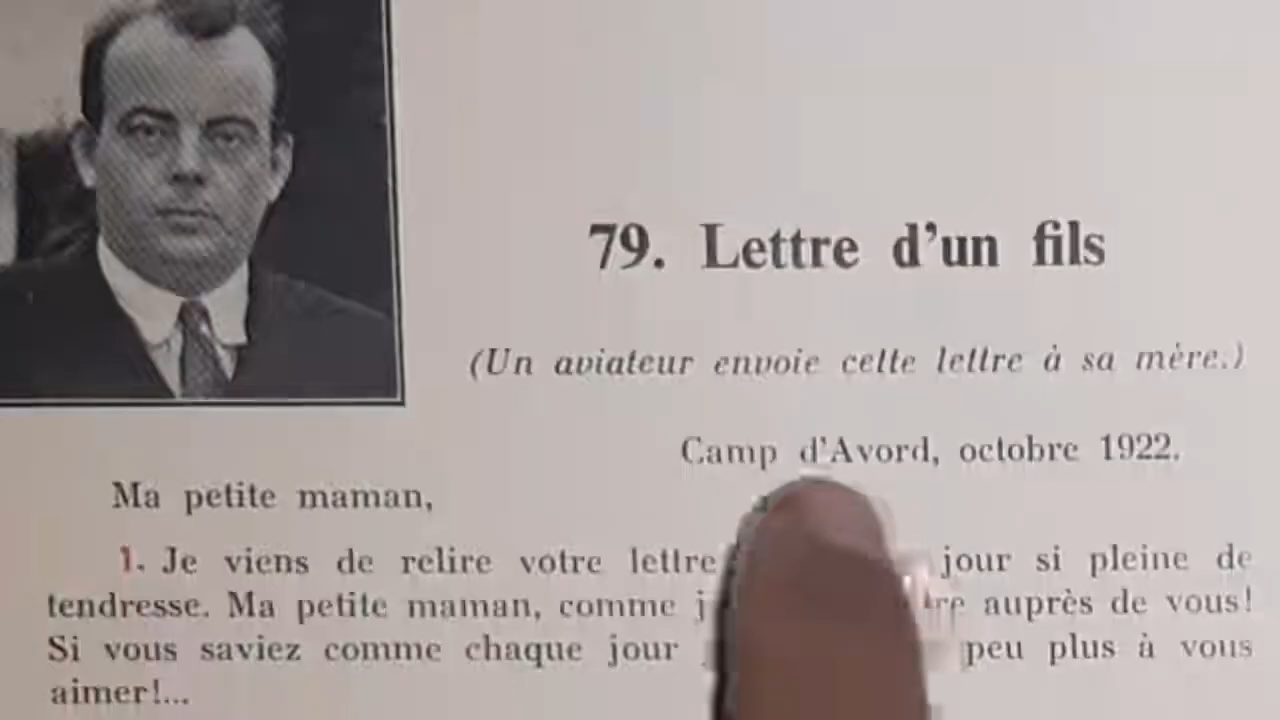 79. Lettre d'un fils
(Un aviateur envoie cette lettre à sa mère.)
Camp d'Avord, octobre 1922.
Ma petite maman,
1. Je viens de relire votre lettre jour si pleine de
tendresse. Ma petite maman, comme auprès de vous!
Si vous saviez comme chaque jour peu plus à vous
aimer!...